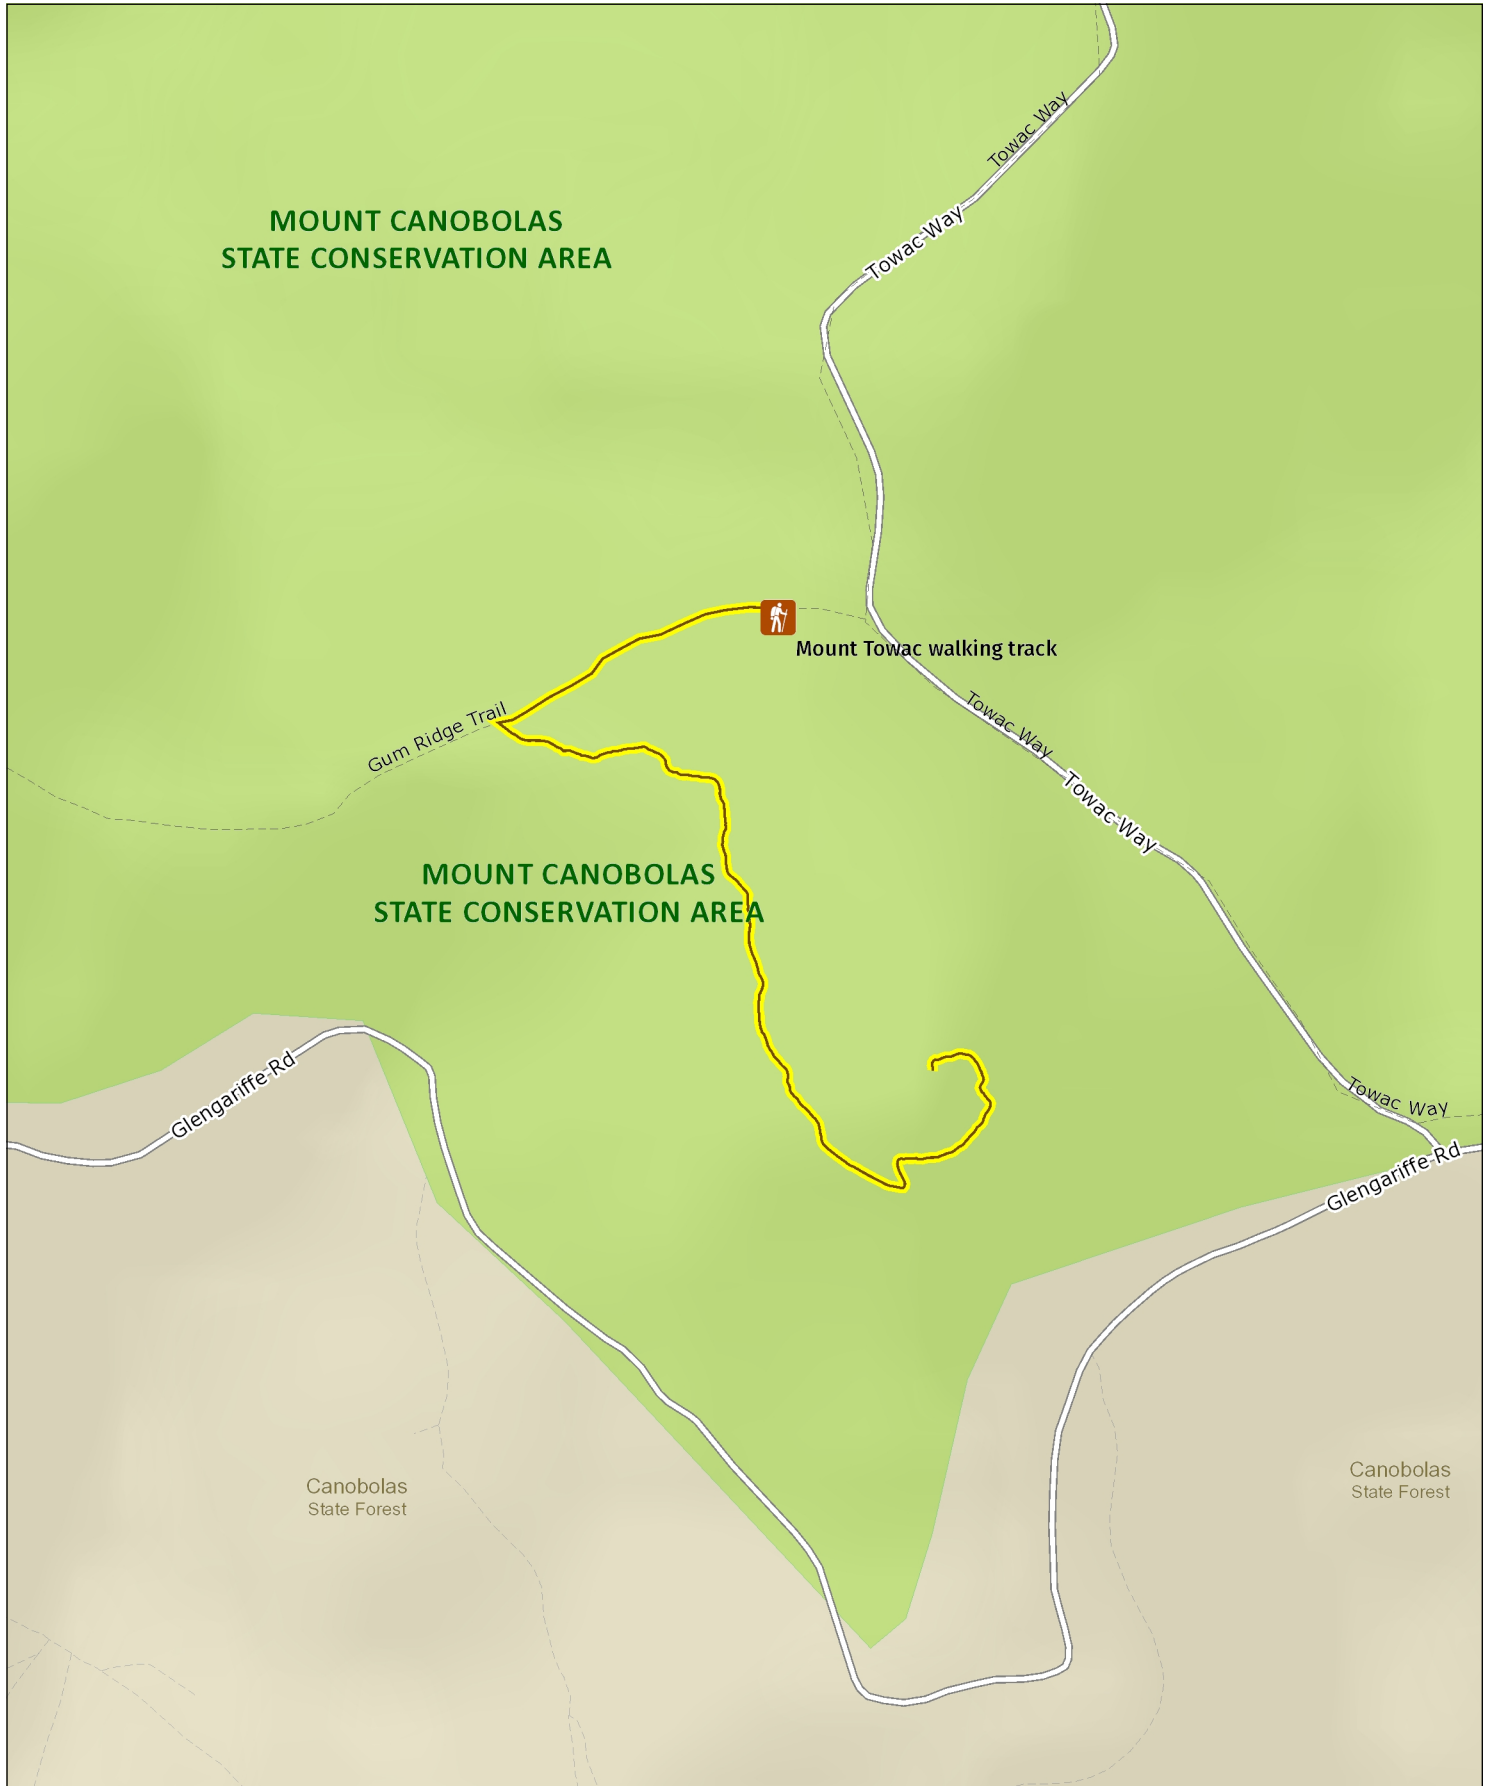 Towac Way
Towac Way
MOUNT CANOBOLAS
STATE CONSERVATION AREA
Mount Towac walking track
Gum Ridge Trail
Towac Way
Towac Way
MOUNT CANOBOLAS
STATE CONSERVATION AREA
Glengariffe Rd
Towac Way
Glengariffe Rd
Canobolas
State Forest
Canobolas
State Forest